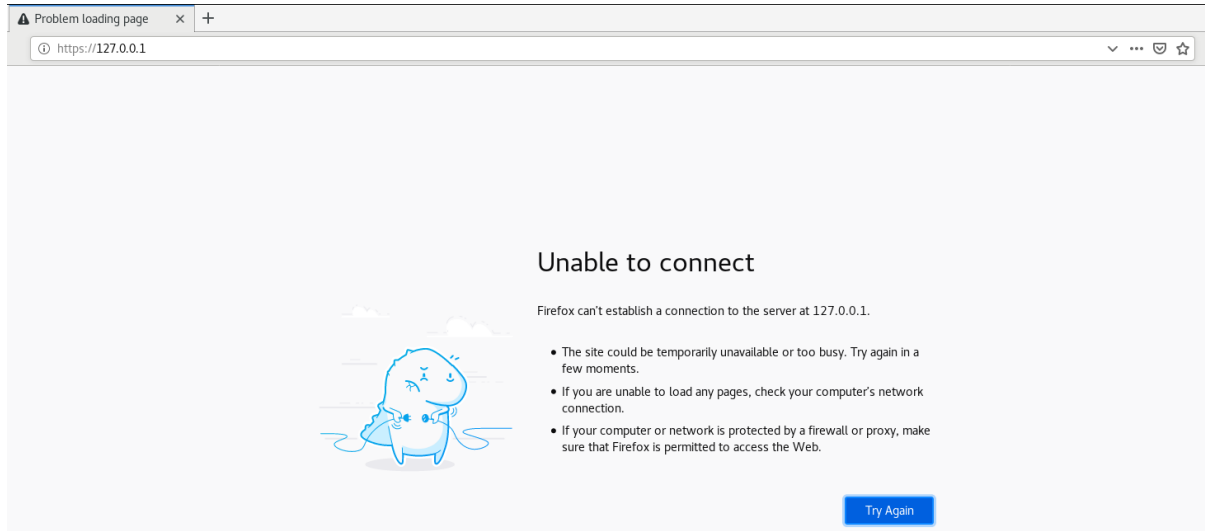 Problem loading page
https://127.0.0.1
Unable to connect
Firefox can't establish a connection to the server at 127.0.0.1.
• The site could be temporarily unavailable or too busy. Try again in a
few moments.
• If you are unable to load any pages, check your computer's network
connection.
• If your computer or network is protected by a firewall or proxy, make
sure that Firefox is permitted to access the Web.
Try Again